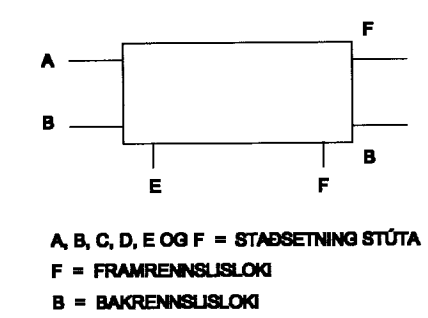 F
A
B
B
E F
A, B, C, D, E OG F = STAÐSETNING STÚTA
F = FRAMRENNSLISLOKI
B = BAKRENNSLISLOKI